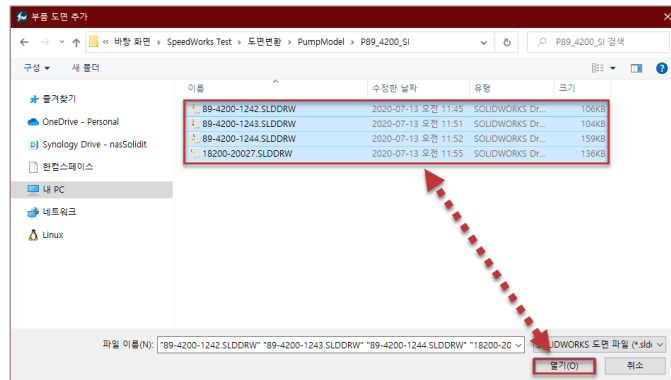 부품 도면 추가
« 바탕 화면 › SpeedWorks Test › 도면변환 › PumpModel › P89_4200_SI
P89_4200_SI 검색
구성 새 폴더
이름 수정한 날짜 유형 크기
89-4200-1242.SLDDRW 2020-07-13 오전 11:45 SOLIDWORKS Dr... 106KB
89-4200-1243.SLDDRW 2020-07-13 오전 11:51 SOLIDWORKS Dr... 104KB
89-4200-1244.SLDDRW 2020-07-13 오전 11:52 SOLIDWORKS Dr... 159KB
18200-20027.SLDDRW 2020-07-13 오전 11:55 SOLIDWORKS Dr... 136KB
즐겨찾기
OneDrive - Personal
Synology Drive - nasSolidit
한컴스페이스
내 PC
네트워크
Linux
파일 이름(N): "89-4200-1242.SLDDRW" "89-4200-1243.SLDDRW" "89-4200-1244.SLDDRW" "18200-20
IDWORKS 도면 파일 (*.sldd
열기(O) 취소